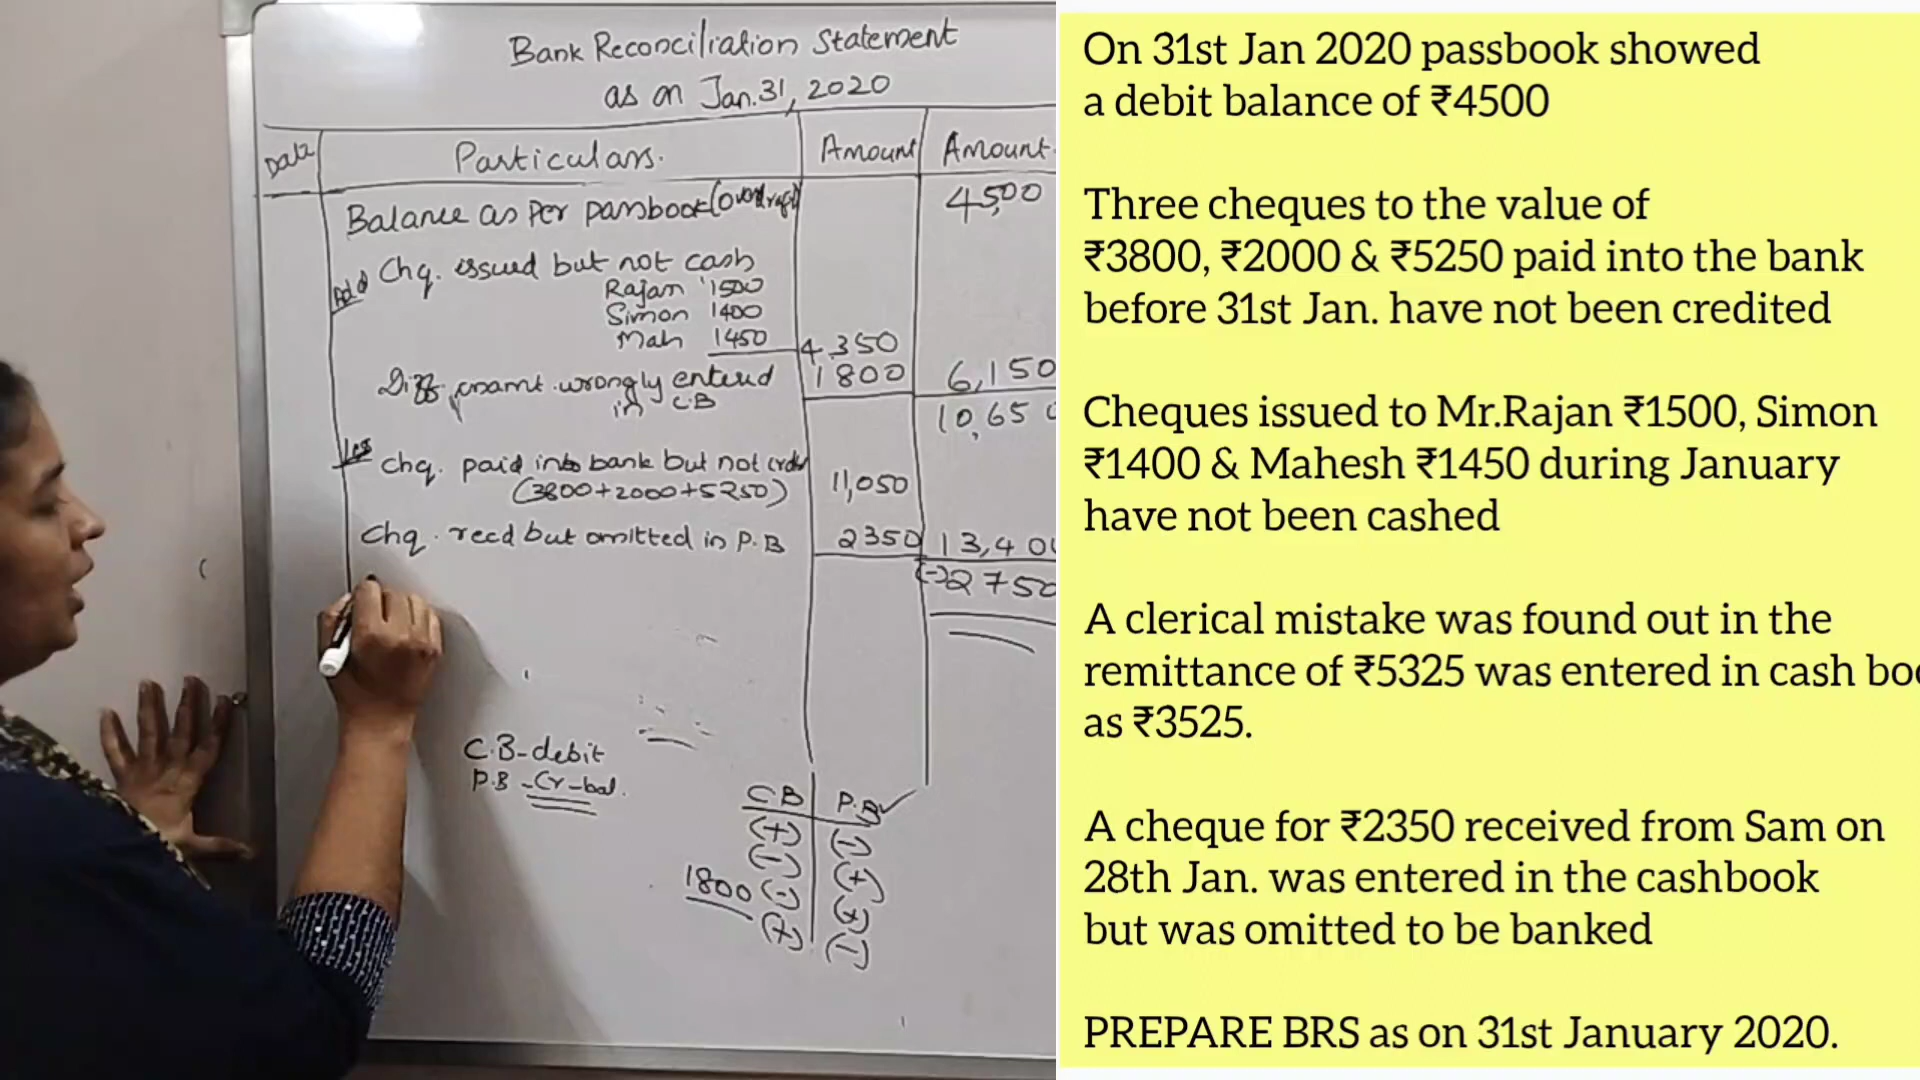 Bank Reconciliation Statement
as on Jan.31, 2020
Date Particulars. Amount Amount
Balance as per passbook (Overdraft) 4500
Add Chq. issued but not cash
Rajan 1500
Simon 1400
Mah 1450 4,350
Diff. amt. wrongly entered 1800 6,150
in C.B
10,650
Less Chq. paid into bank but not crd
(3800+2000+5250) 11,050
Chq. recd but omitted in P.B 2350 13,400
(-)2750
C.B-debit
P.B -Cr-bal.
C B P.B✓
(+) (-)
(-) (+)
1800 (-) (+)
(+) (-)
On 31st Jan 2020 passbook showed
a debit balance of ₹4500
Three cheques to the value of
₹3800, ₹2000 & ₹5250 paid into the bank
before 31st Jan. have not been credited
Cheques issued to Mr.Rajan ₹1500, Simon
₹1400 & Mahesh ₹1450 during January
have not been cashed
A clerical mistake was found out in the
remittance of ₹5325 was entered in cash boo
as ₹3525.
A cheque for ₹2350 received from Sam on
28th Jan. was entered in the cashbook
but was omitted to be banked
PREPARE BRS as on 31st January 2020.